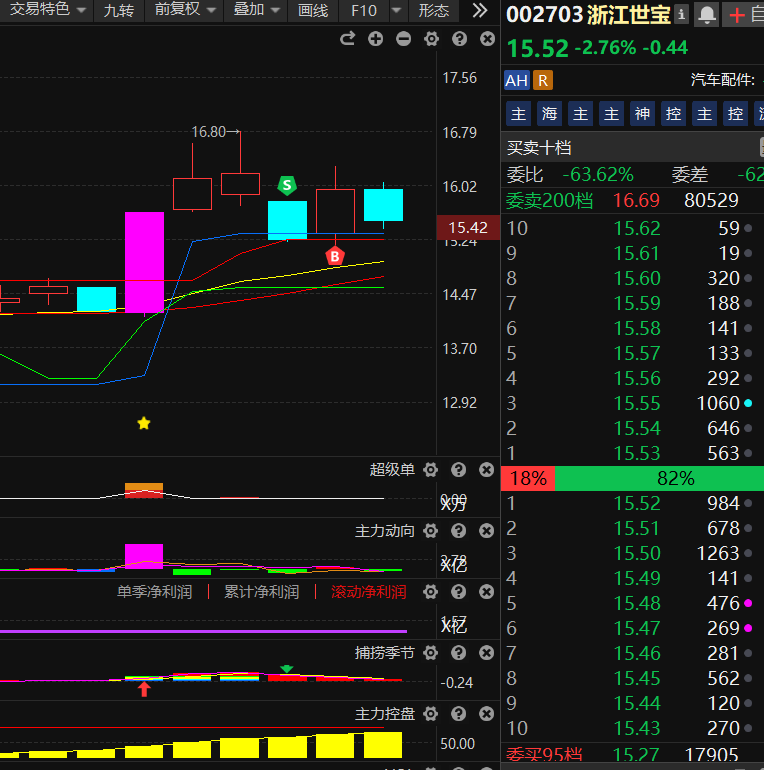 交易特色 九转 前复权 叠加 画线 F10 形态
002703 浙江世宝
15.52 -2.76% -0.44
AH R 汽车配件:
主 海 主 主 神 控 主 控
买卖十档
委比 -63.62% 委差 -62
委卖200档 16.69 80529
10 15.62 59
9 15.61 19
8 15.60 320
7 15.59 188
6 15.58 141
5 15.57 133
4 15.56 292
3 15.55 1060
2 15.54 646
1 15.53 563
18% 82%
1 15.52 984
2 15.51 678
3 15.50 1263
4 15.49 141
5 15.48 476
6 15.47 269
7 15.46 281
8 15.45 562
9 15.44 120
10 15.43 270
委买95档 15.27 17905
17.56
16.80→
16.79
S
16.02
15.42
15.24
B
14.47
13.70
12.92
超级单
0.00
X万
主力动向
X亿
单季净利润 | 累计净利润 | 滚动净利润
X亿
捕捞季节
-0.24
主力控盘
50.00